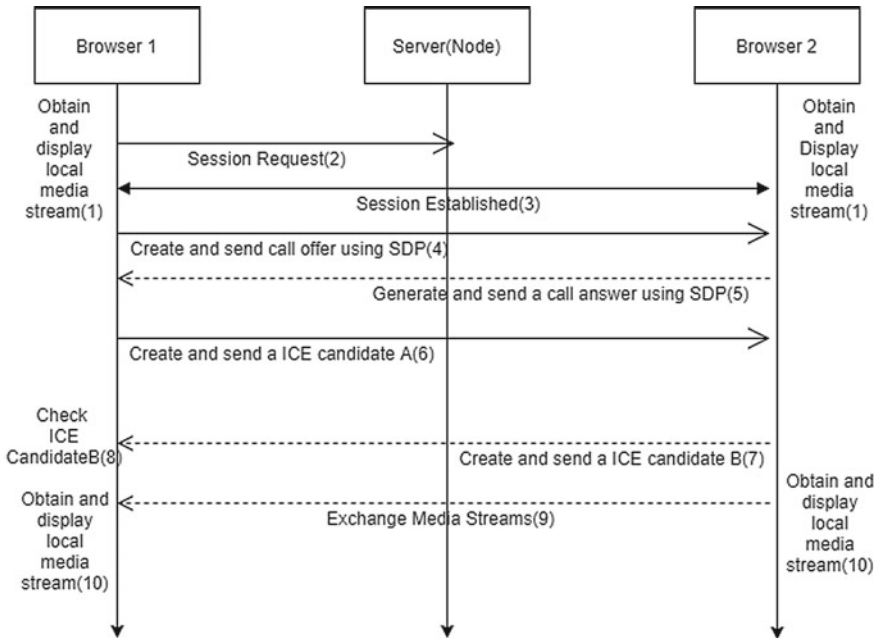 Browser 1
Server(Node)
Browser 2
Obtain
and
display
local
media
stream(1)
Obtain
and
Display
local
media
stream(1)
Session Request(2)
Session Established(3)
Create and send call offer using SDP(4)
Generate and send a call answer using SDP(5)
Create and send a ICE candidate A(6)
Check
ICE
CandidateB(8)
Create and send a ICE candidate B(7)
Obtain and
display
local
media
stream(10)
Exchange Media Streams(9)
Obtain and
display
local
media
stream(10)